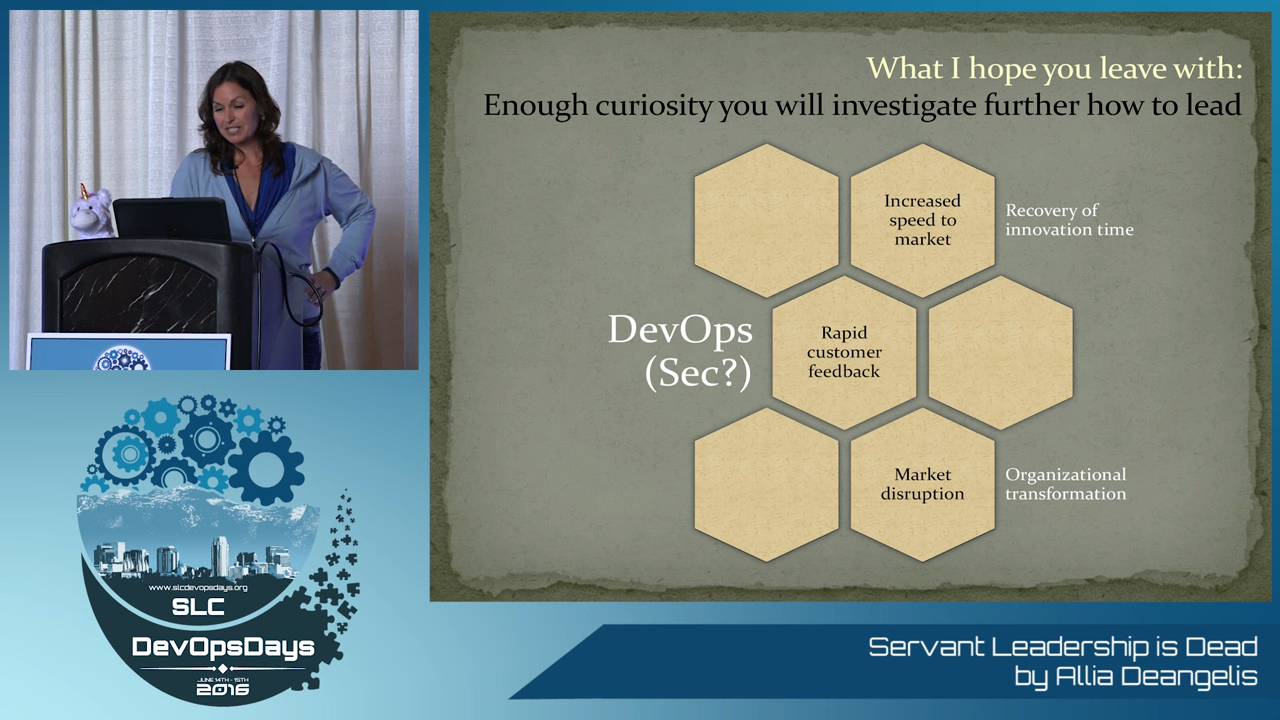 What I hope you leave with:
Enough curiosity you will investigate further how to lead
Increased
speed to
market
Recovery of
innovation time
DevOps
(Sec?)
Rapid
customer
feedback
Market
disruption
Organizational
transformation
www.slcdevopsdays.org
SLC
DevOpsDays
JUNE 14TH - 15TH
2016
Servant Leadership is Dead
by Allia Deangelis